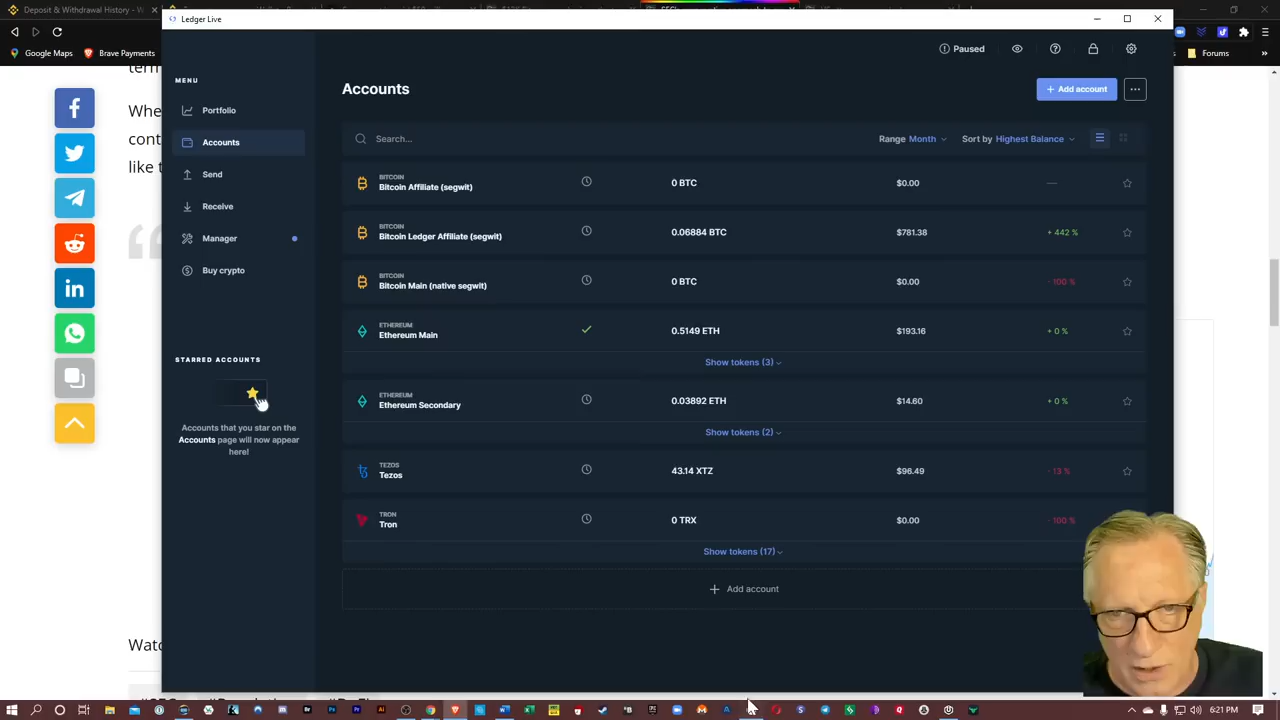 Deposit & Withdrawal History
Ledger Live
Google Maps
Brave Payments
Forums
Whe
cont
like t
Watc
Paused
MENU
Portfolio
Accounts
Send
Receive
Manager
Buy crypto
STARRED ACCOUNTS
Accounts that you star on the
Accounts page will now appear
here!
Accounts
+ Add account
Search...
Range Month
Sort by Highest Balance
BITCOIN
Bitcoin Affiliate (segwit)
0 BTC
$0.00
BITCOIN
Bitcoin Ledger Affiliate (segwit)
0.06884 BTC
$781.38
+ 442 %
BITCOIN
Bitcoin Main (native segwit)
0 BTC
$0.00
- 100 %
ETHEREUM
Ethereum Main
0.5149 ETH
$193.16
+ 0 %
Show tokens (3)
ETHEREUM
Ethereum Secondary
0.03892 ETH
$14.60
+ 0 %
Show tokens (2)
TEZOS
Tezos
43.14 XTZ
$96.49
- 13 %
TRON
Tron
0 TRX
$0.00
- 100 %
Show tokens (17)
+ Add account
6:21 PM